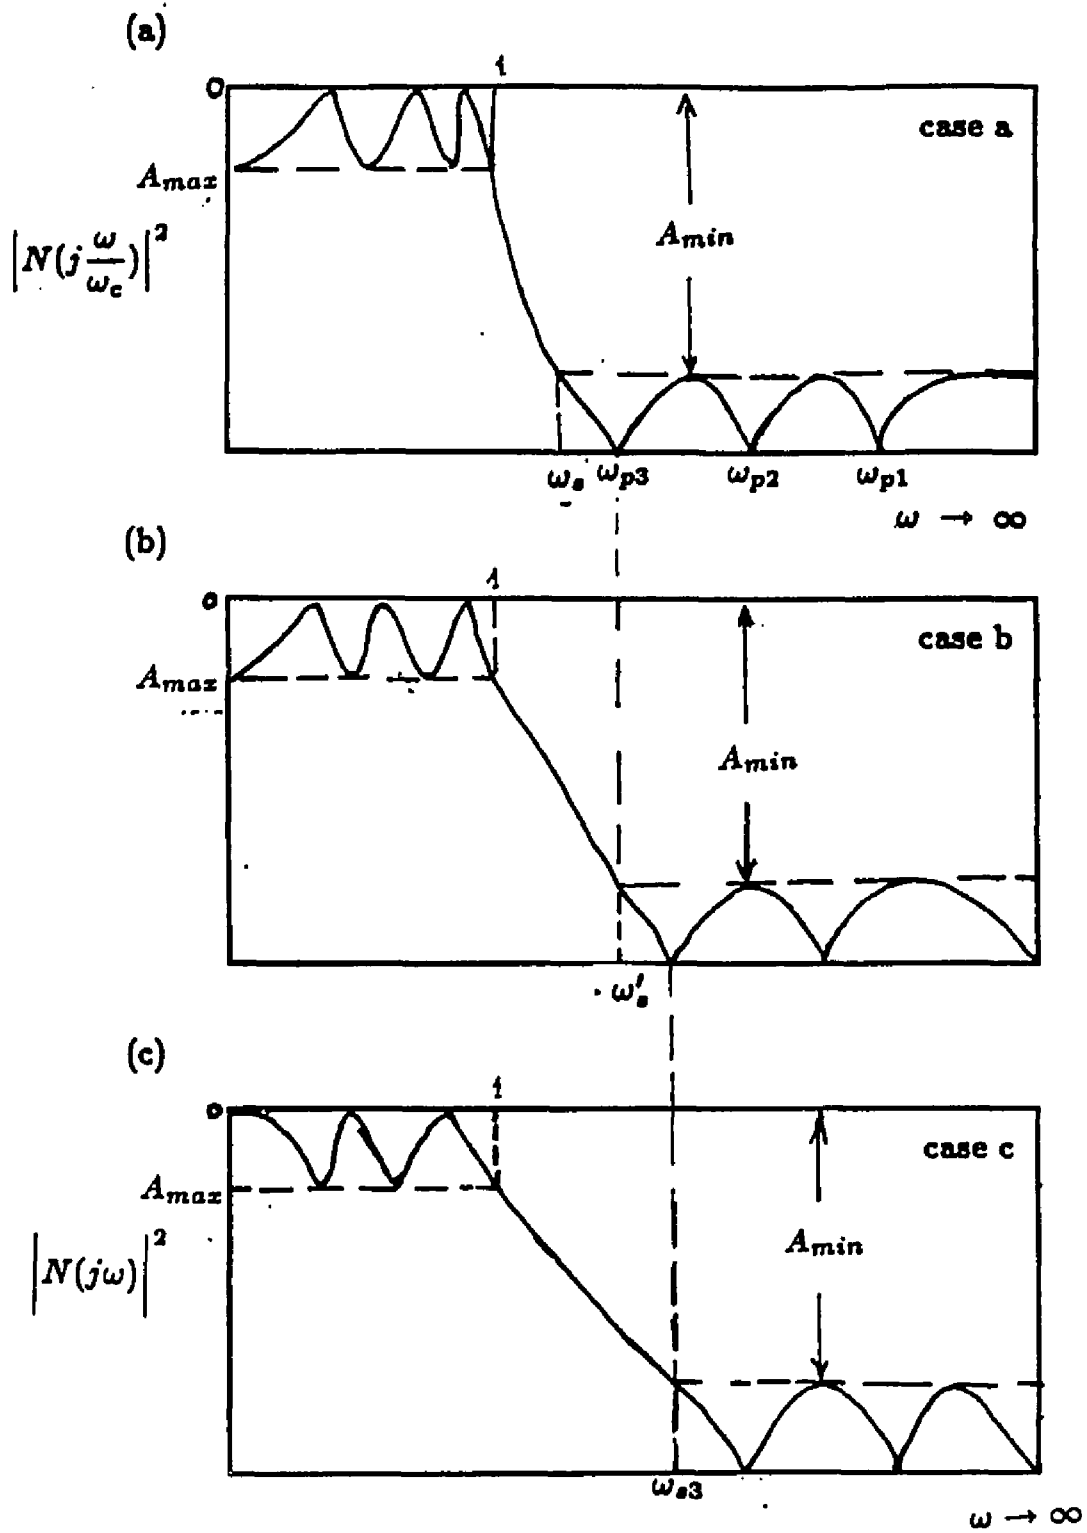 (a)
1
0
case a
A_max
A_min
|N(j ω/ω_c)|^2
ω_s ω_p3 ω_p2 ω_p1
ω → ∞
(b)
1
0
case b
A_max
A_min
ω'_s
(c)
1
0
case c
A_max
A_min
|N(jω)|^2
ω_s3
ω → ∞